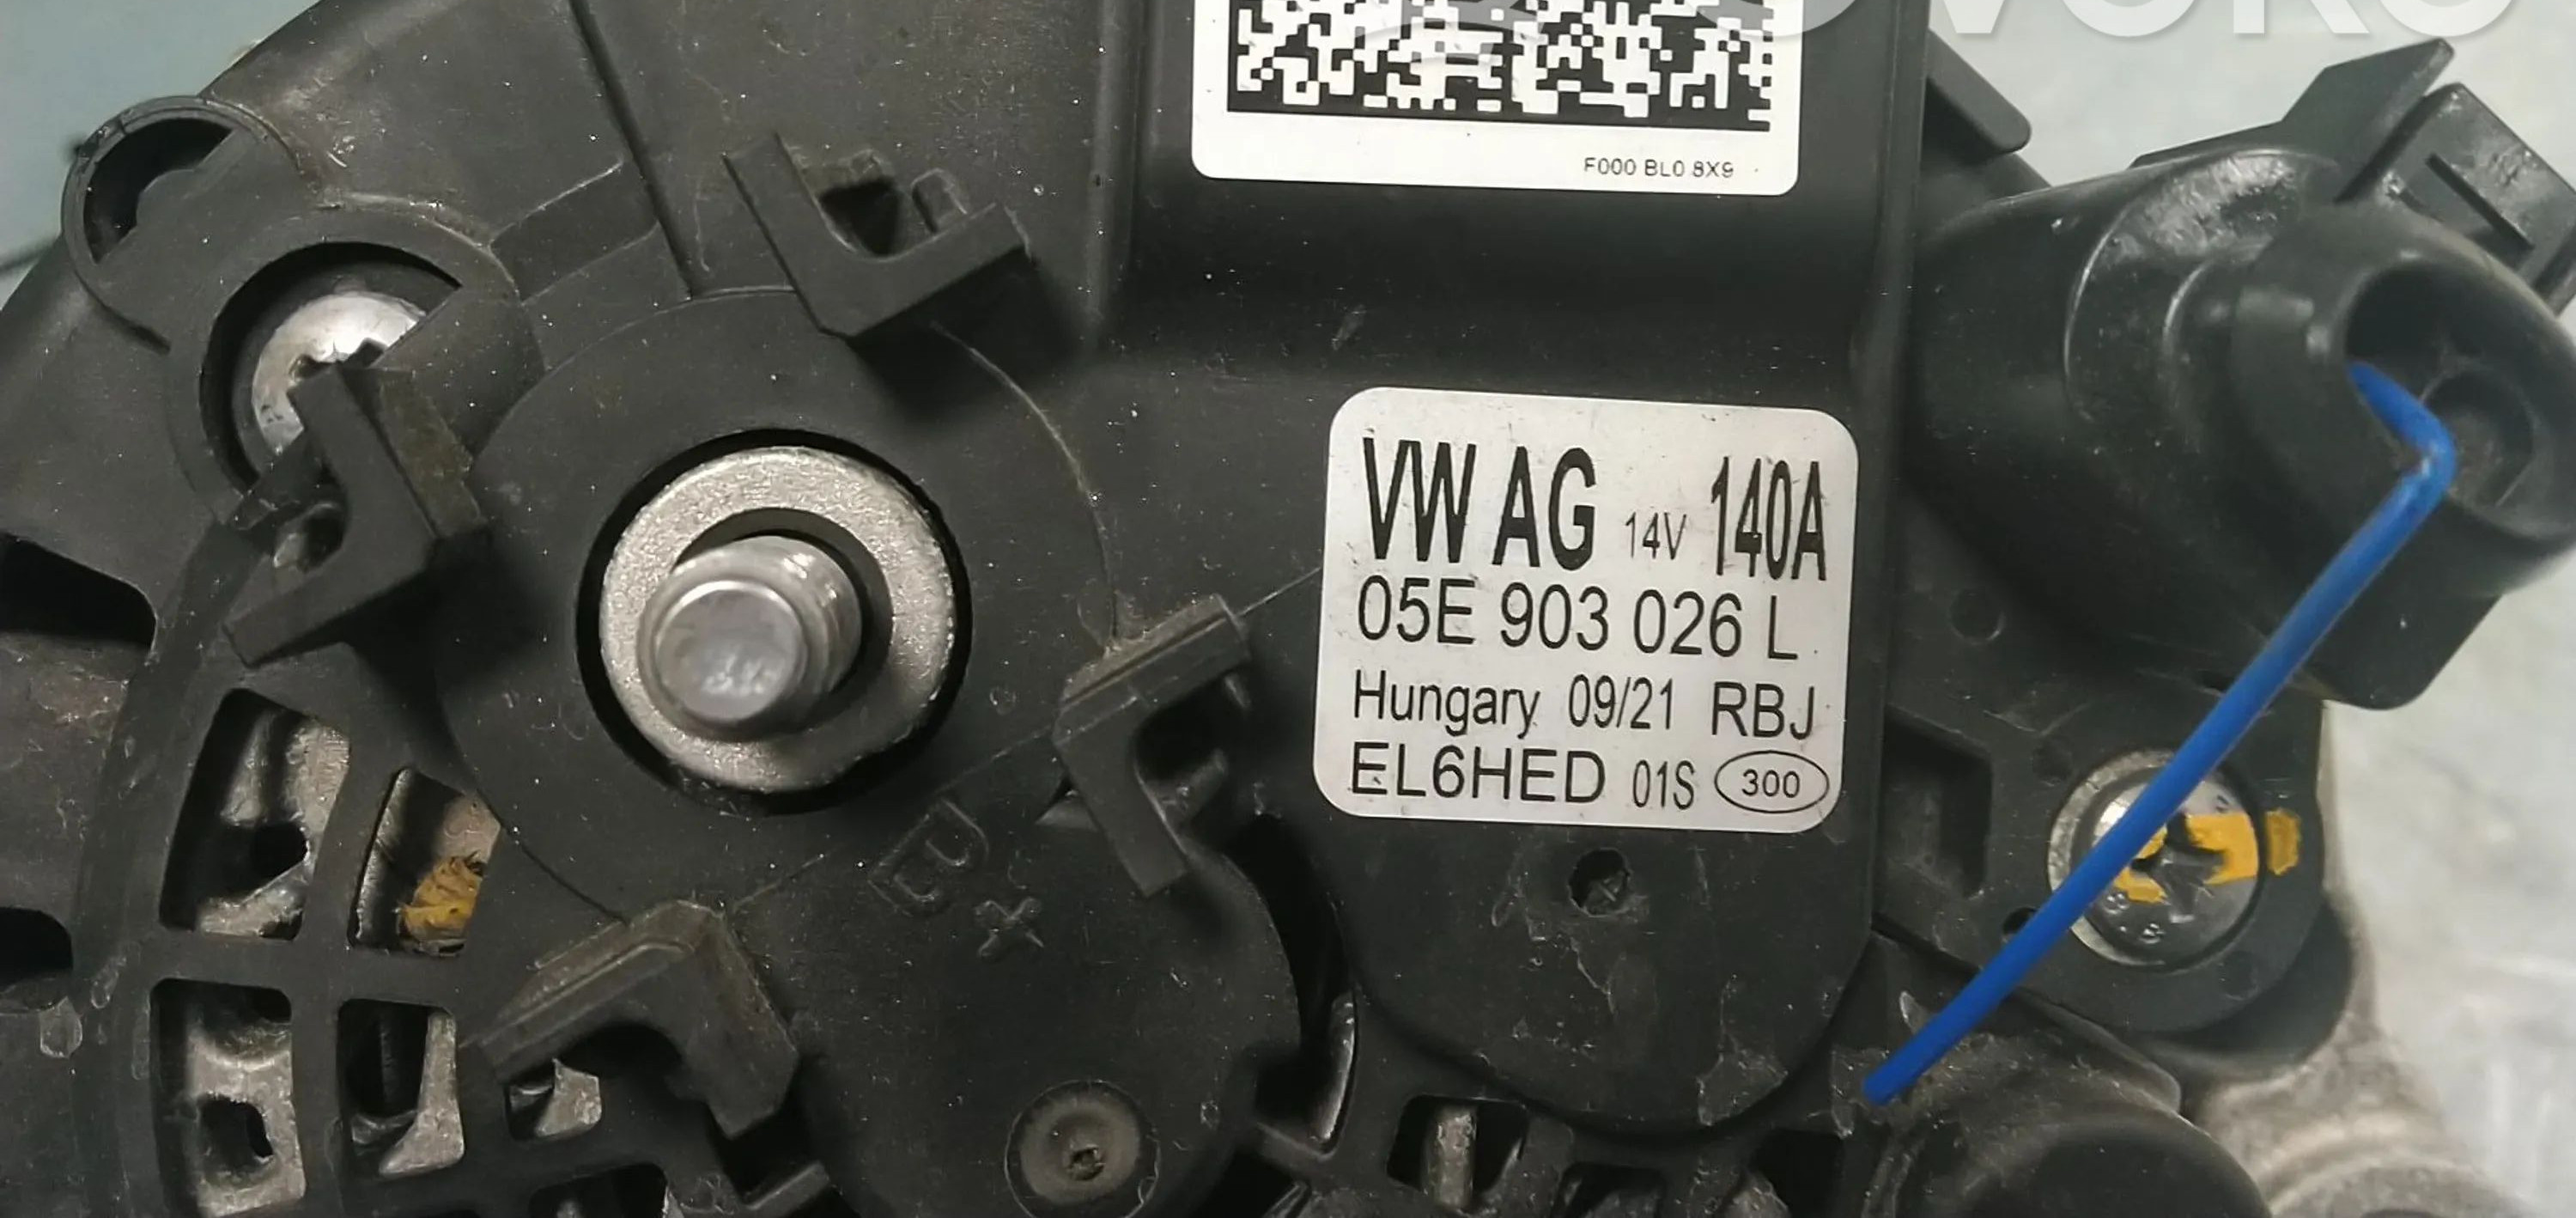 F000 BL0 8X9
VW AG 14V 140A
05E 903 026 L
Hungary 09/21 RBJ
EL6HED 01S 300
B+